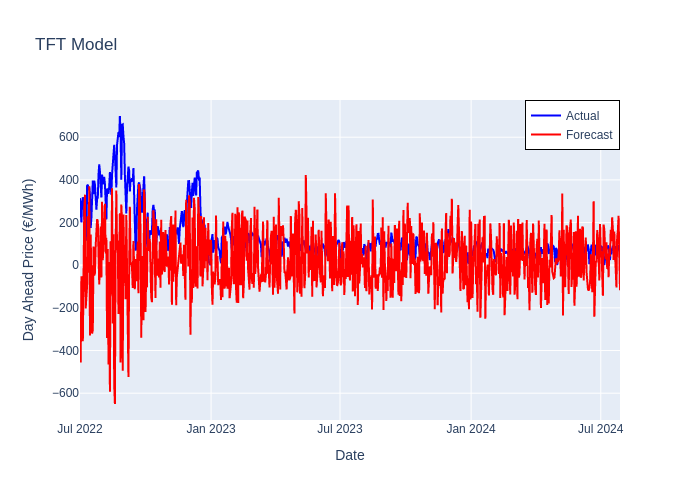 TFT Model
Actual
Forecast
Day Ahead Price (€/MWh)
600
400
200
0
−200
−400
−600
Jul 2022
Jan 2023
Jul 2023
Jan 2024
Jul 2024
Date